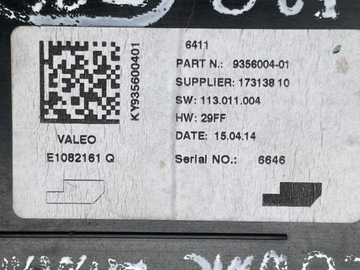 6411
PART N.: 9356004-01
SUPPLIER: 173138 10
SW: 113.011.004
HW: 29FF
DATE: 15.04.14
Serial NO.: 6646
KY935600401
VALEO
E1082161 Q